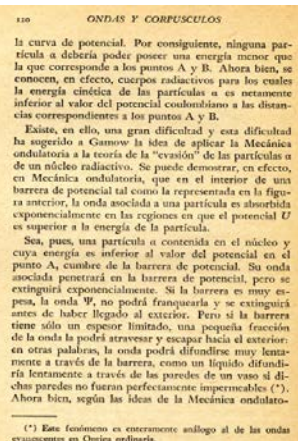 110 ONDAS Y CORPUSCULOS
la curva de potencial. Por consiguiente, ninguna par-
tícula α debería poder poseer una energía menor que
la que corresponde a los puntos A y B. Ahora bien, se
conocen, en efecto, cuerpos radiactivos para los cuales
la energía cinética de las partículas α es netamente
inferior al valor del potencial coulombiano a las distan-
cias correspondientes a los puntos A y B.
Existe, en ello, una gran dificultad y esta dificultad
ha sugerido a Gamow la idea de aplicar la Mecánica
ondulatoria a la teoría de la "evasión" de las partículas α
de un núcleo radiactivo. Se puede demostrar, en efecto,
en Mecánica ondulatoria, que en el interior de una
barrera de potencial tal como la representada en la figu-
ra anterior, la onda asociada a una partícula es absorbida
exponencialmente en las regiones en que el potencial U
es superior a la energía de la partícula.
Sea, pues, una partícula α contenida en el núcleo y
cuya energía es inferior al valor del potencial en el
punto A, cumbre de la barrera de potencial. Su onda
asociada penetrará en la barrera de potencial, pero se
extinguirá exponencialmente. Si la barrera es muy es-
pesa, la onda Ψ, no podrá franquearla y se extinguirá
antes de haber llegado al exterior. Pero si la barrera
tiene sólo un espesor limitado, una pequeña fracción
de la onda la podrá atravesar y escapar hacia el exterior:
en otras palabras, la onda podrá difundirse muy lenta-
mente a través de la barrera, como un líquido difundi-
ría lentamente a través de las paredes de un vaso si di-
chas paredes no fueran perfectamente impermeables (*).
Ahora bien, según las ideas de la Mecánica ondulato-
(*) Este fenómeno es enteramente análogo al de las ondas
evanescentes en Optica ordinaria.